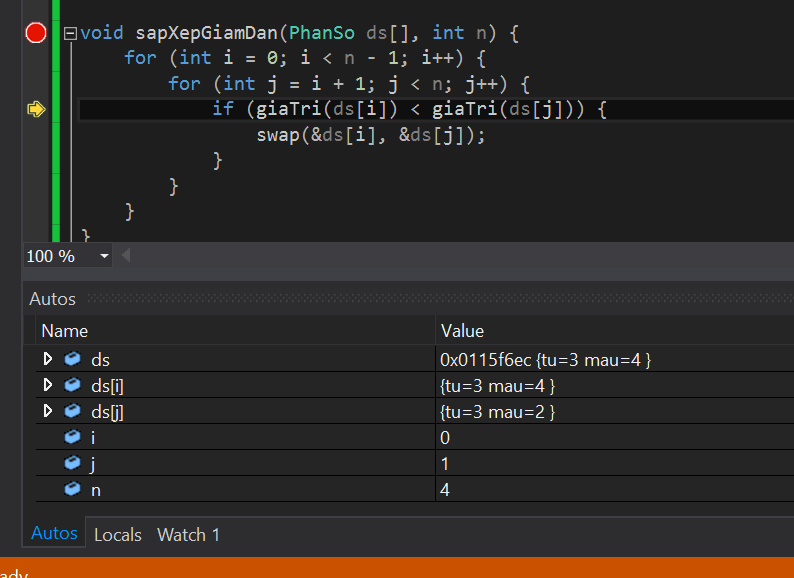 void sapXepGiamDan(PhanSo ds[], int n) {
for (int i = 0; i < n - 1; i++) {
for (int j = i + 1; j < n; j++) {
if (giaTri(ds[i]) < giaTri(ds[j])) {
swap(&ds[i], &ds[j]);
}
}
}
}
100 %
Autos
Name Value
ds 0x0115f6ec {tu=3 mau=4 }
ds[i] {tu=3 mau=4 }
ds[j] {tu=3 mau=2 }
i 0
j 1
n 4
Autos Locals Watch 1